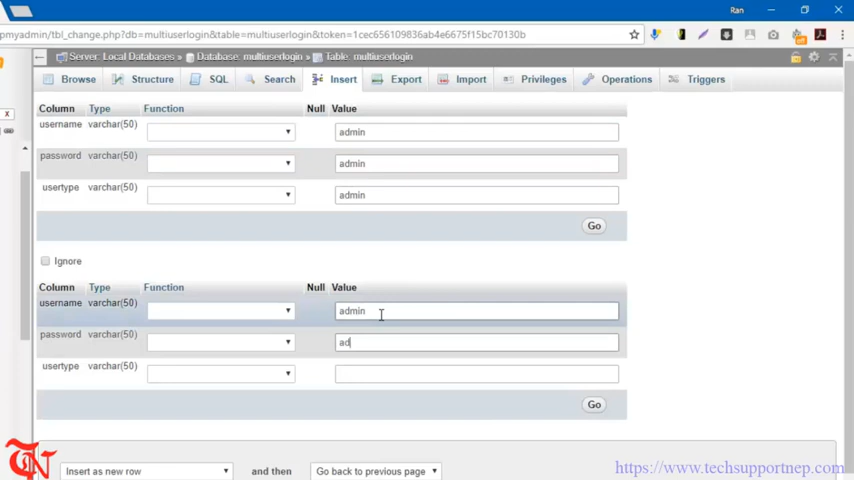 Ran
pmyadmin/tbl_change.php?db=multiuserlogin&table=multiuserlogin&token=1cec656109836ab4e6675f15bc70130b
Server: Local Databases » Database: multiuserlogin » Table: multiuserlogin
Browse Structure SQL Search Insert Export Import Privileges Operations Triggers
Column Type Function Null Value
username varchar(50) admin
password varchar(50) admin
usertype varchar(50) admin
Go
Ignore
Column Type Function Null Value
username varchar(50) admin
password varchar(50) ad
usertype varchar(50)
Go
Insert as new row and then Go back to previous page
TN
https://www.techsupportnep.com/